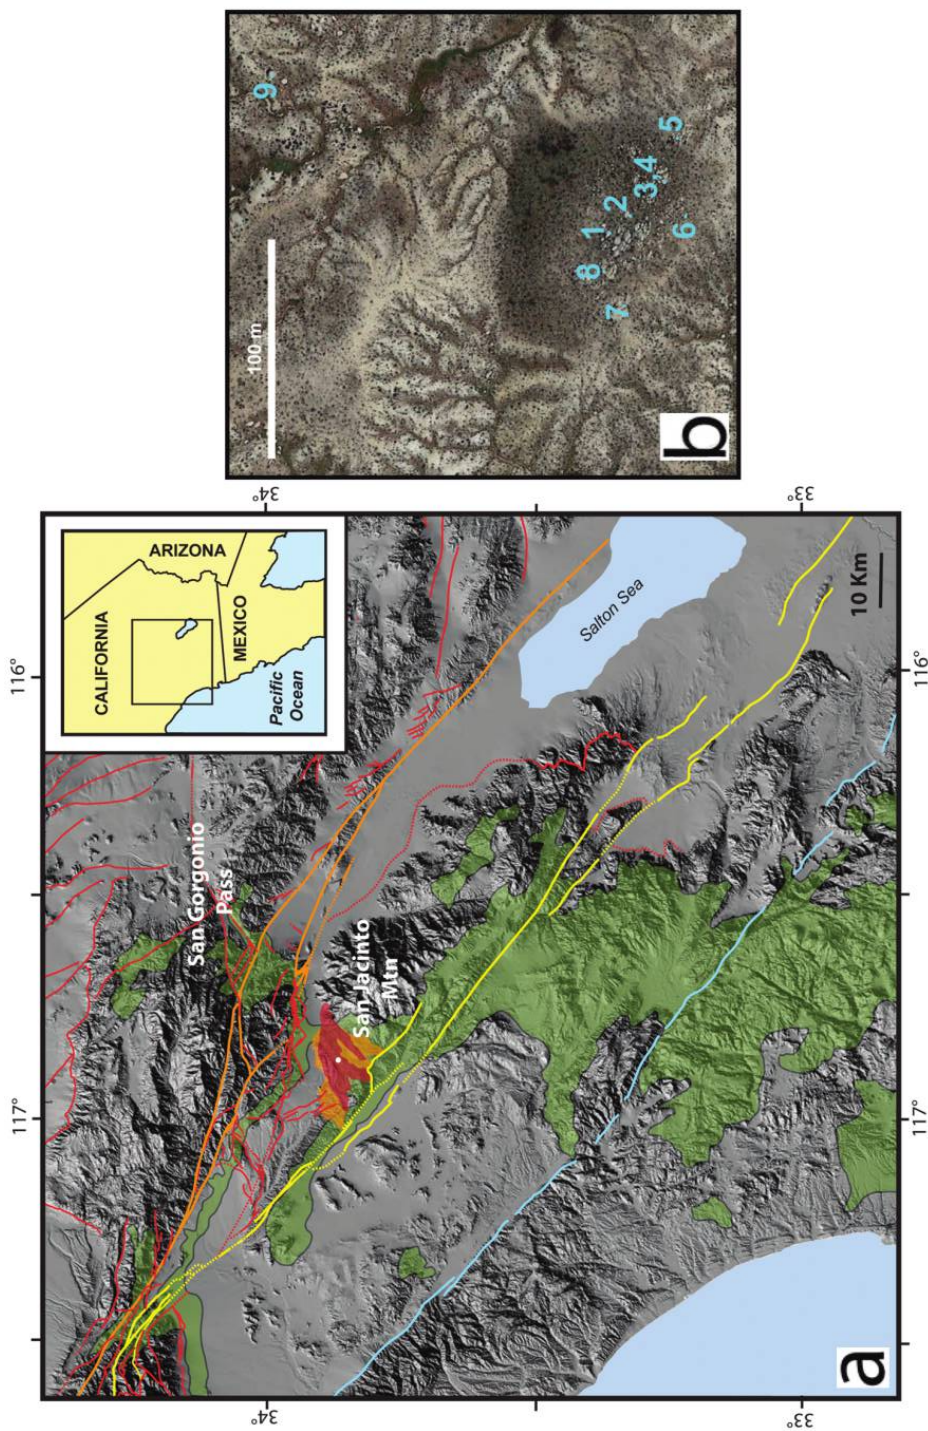 116°
117°
34°
33°
34°
33°
116°
117°
CALIFORNIA
ARIZONA
MEXICO
Pacific
Ocean
San Gorgonio
Pass
San Jacinto
Mtn
Salton Sea
10 Km
a
100 m
9
8
1
2
3,4
5
7
6
b